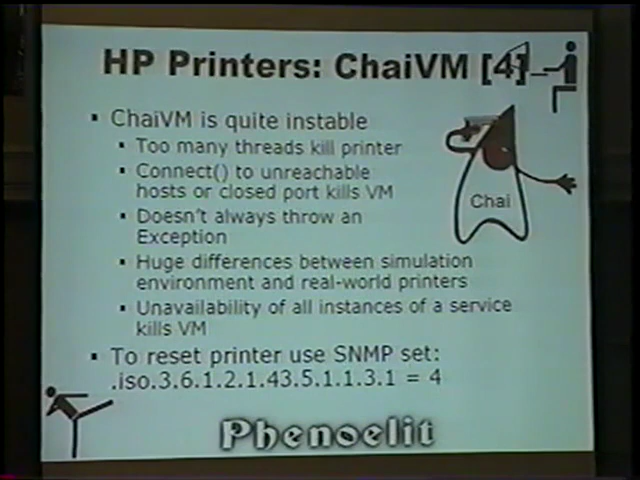 HP Printers: ChaiVM [4]
▪ ChaiVM is quite instable
▪ Too many threads kill printer
▪ Connect() to unreachable
hosts or closed port kills VM
▪ Doesn't always throw an
Exception
▪ Huge differences between simulation
environment and real-world printers
▪ Unavailability of all instances of a service
kills VM
▪ To reset printer use SNMP set:
.iso.3.6.1.2.1.43.5.1.1.3.1 = 4
Chai
Phenoelit